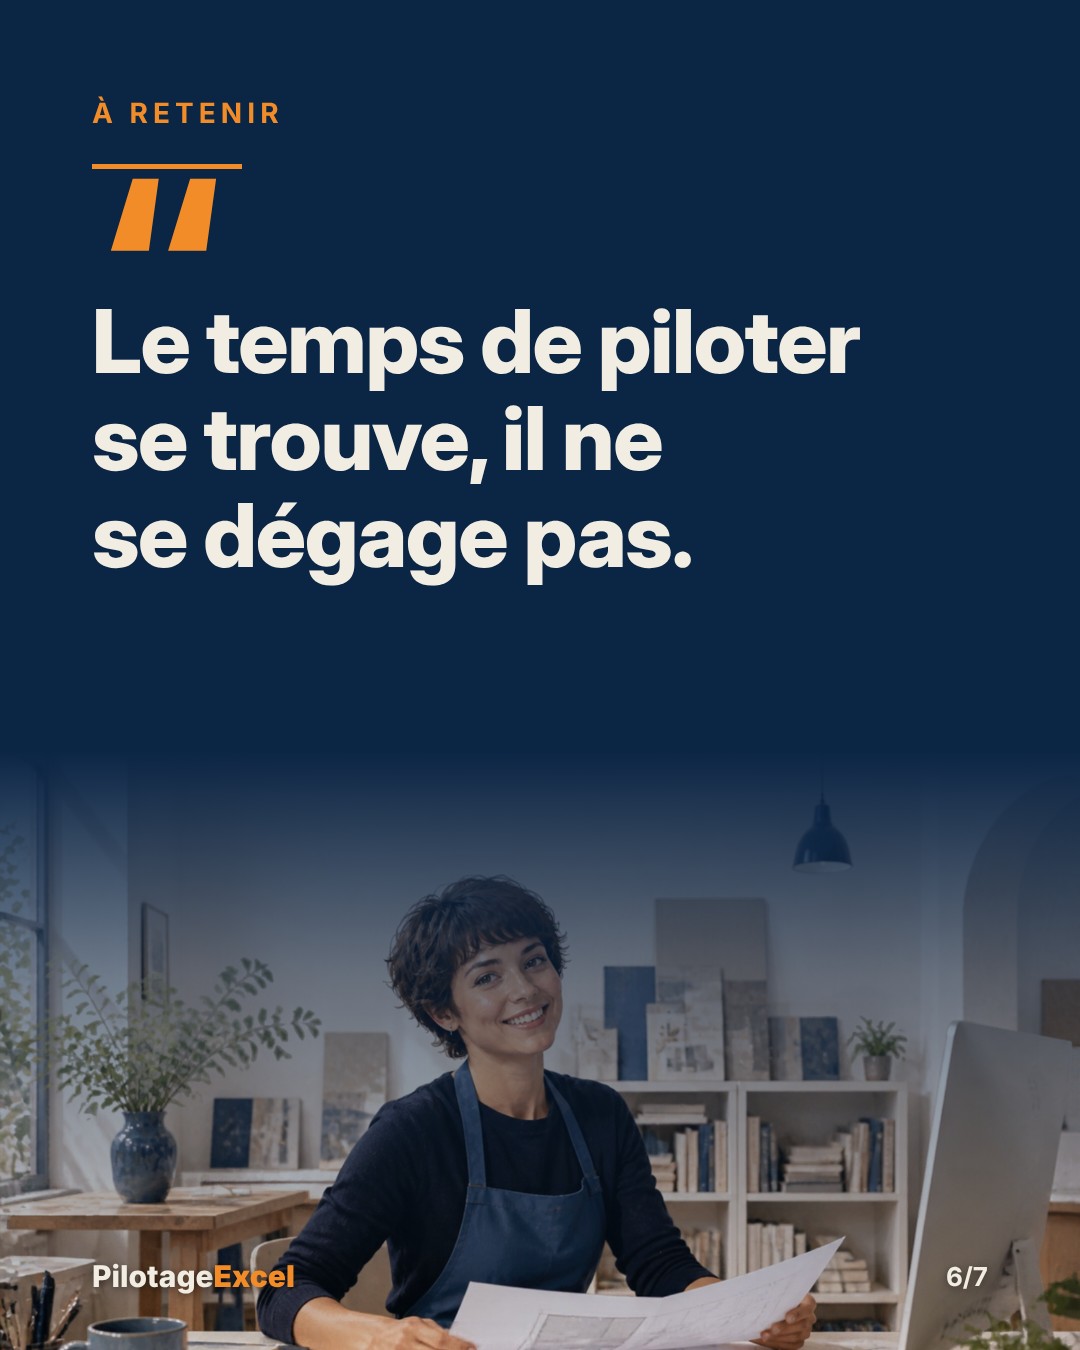 À RETENIR
"
Le temps de piloter
se trouve, il ne
se dégage pas.
PilotageExcel
6/7